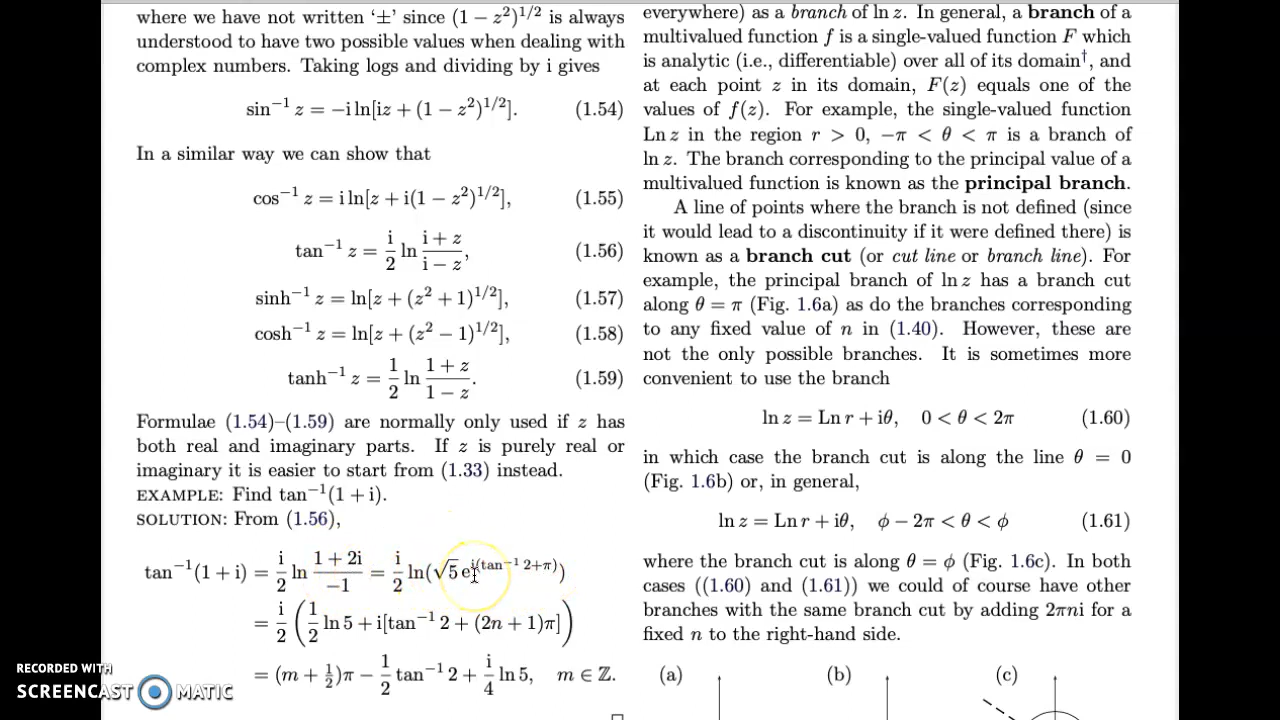 where we have not written ‘±’ since (1 − z²)^1/2 is always
understood to have two possible values when dealing with
complex numbers. Taking logs and dividing by i gives
sin⁻¹ z = −i ln[iz + (1 − z²)^1/2]. (1.54)
In a similar way we can show that
cos⁻¹ z = i ln[z + i(1 − z²)^1/2], (1.55)
tan⁻¹ z = i/2 ln (i + z)/(i − z), (1.56)
sinh⁻¹ z = ln[z + (z² + 1)^1/2], (1.57)
cosh⁻¹ z = ln[z + (z² − 1)^1/2], (1.58)
tanh⁻¹ z = 1/2 ln (1 + z)/(1 − z). (1.59)
Formulae (1.54)–(1.59) are normally only used if z has
both real and imaginary parts. If z is purely real or
imaginary it is easier to start from (1.33) instead.
EXAMPLE: Find tan⁻¹(1 + i).
SOLUTION: From (1.56),
tan⁻¹(1 + i) = i/2 ln (1 + 2i)/−1 = i/2 ln(√5 e^i(tan⁻¹ 2+π))
= i/2 (1/2 ln 5 + i[tan⁻¹ 2 + (2n + 1)π])
= (m + ½)π − 1/2 tan⁻¹ 2 + i/4 ln 5, m ∈ ℤ.
everywhere) as a branch of ln z. In general, a branch of a
multivalued function f is a single-valued function F which
is analytic (i.e., differentiable) over all of its domain†, and
at each point z in its domain, F(z) equals one of the
values of f(z). For example, the single-valued function
Ln z in the region r > 0, −π < θ < π is a branch of
ln z. The branch corresponding to the principal value of a
multivalued function is known as the principal branch.
A line of points where the branch is not defined (since
it would lead to a discontinuity if it were defined there) is
known as a branch cut (or cut line or branch line). For
example, the principal branch of ln z has a branch cut
along θ = π (Fig. 1.6a) as do the branches corresponding
to any fixed value of n in (1.40). However, these are
not the only possible branches. It is sometimes more
convenient to use the branch
ln z = Ln r + iθ, 0 < θ < 2π (1.60)
in which case the branch cut is along the line θ = 0
(Fig. 1.6b) or, in general,
ln z = Ln r + iθ, ϕ − 2π < θ < ϕ (1.61)
where the branch cut is along θ = ϕ (Fig. 1.6c). In both
cases ((1.60) and (1.61)) we could of course have other
branches with the same branch cut by adding 2πni for a
fixed n to the right-hand side.
(a) (b) (c)
RECORDED WITH
SCREENCAST MATIC